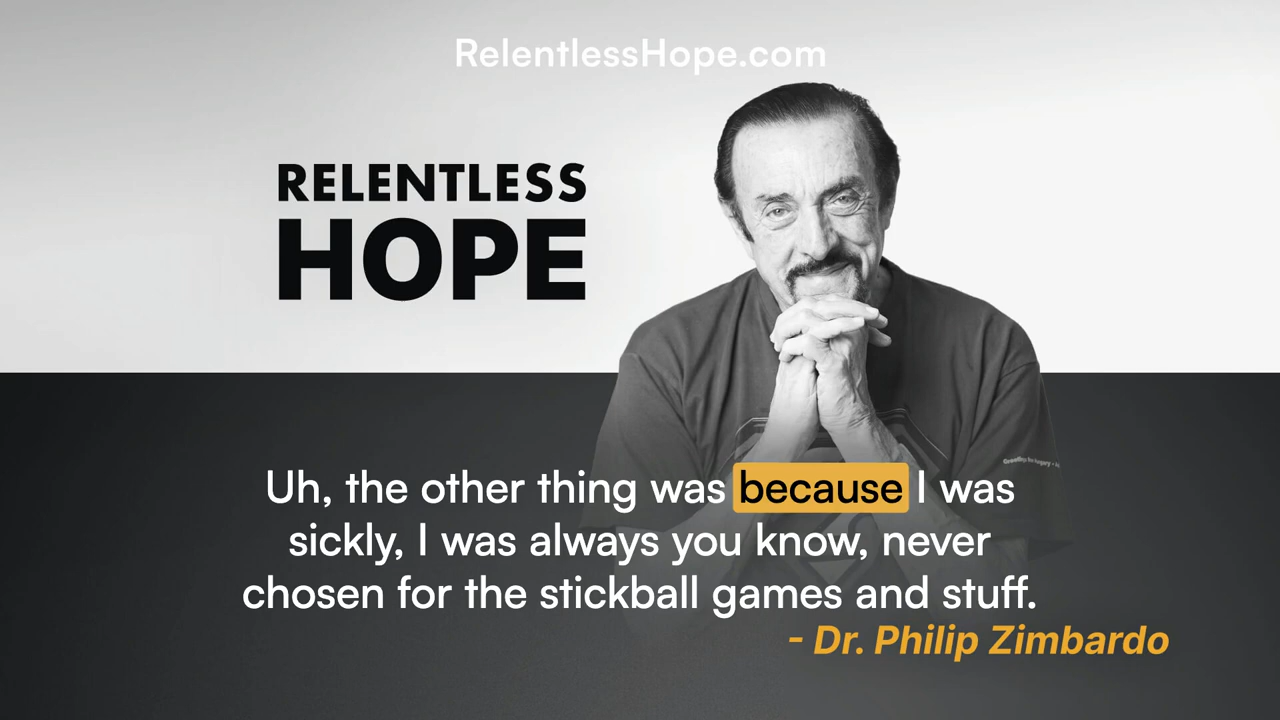 RelentlessHope.com
RELENTLESS
HOPE
Uh, the other thing was because I was
sickly, I was always you know, never
chosen for the stickball games and stuff.
- Dr. Philip Zimbardo